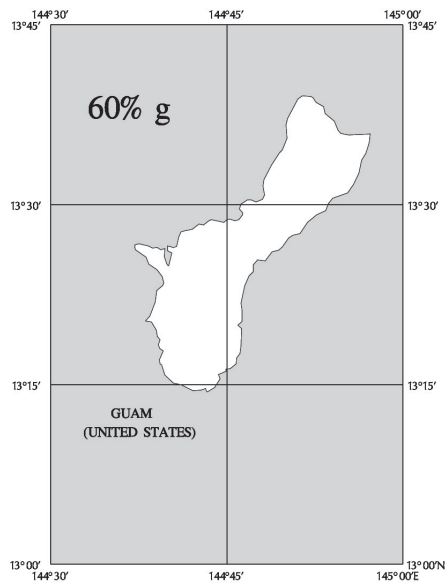 144°30′ 144°45′ 145°00′
13°45′ 13°45′
60% g
13°30′ 13°30′
13°15′ 13°15′
GUAM
(UNITED STATES)
13°00′ 13°00′N
144°30′ 144°45′ 145°00′E